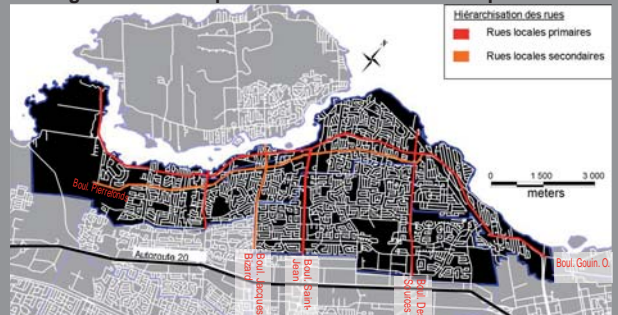 Hiérarchisation des rues
Rues locales primaires
Rues locales secondaires
0 1 500 3 000
meters
Boul. Pierrefonds
Autoroute 20
Boul. Jacques
Bizard
Boul. Saint-
Jean
Boul. Des
Sources
Boul. Gouin. O.